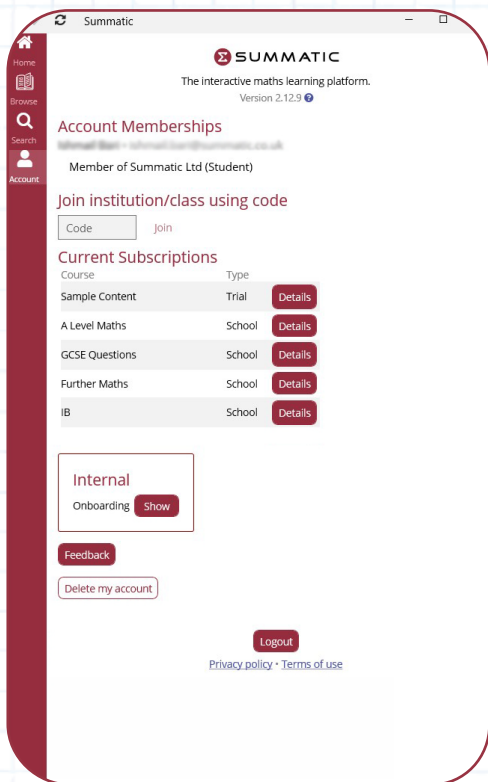 Summatic
Home
Browse
Search
Account
SUMMATIC
The interactive maths learning platform.
Version 2.12.9
Account Memberships
Member of Summatic Ltd (Student)
Join institution/class using code
Code Join
Current Subscriptions
Course Type
Sample Content Trial Details
A Level Maths School Details
GCSE Questions School Details
Further Maths School Details
IB School Details
Internal
Onboarding Show
Feedback
Delete my account
Logout
Privacy policy • Terms of use